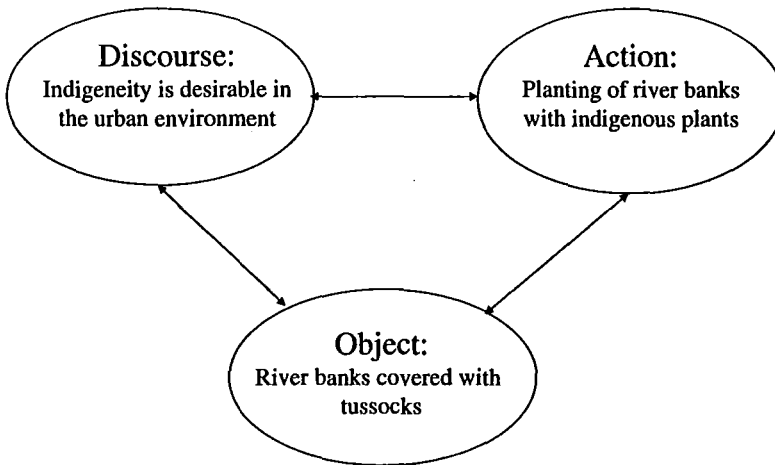 Discourse:
Indigeneity is desirable in
the urban environment
Action:
Planting of river banks
with indigenous plants
Object:
River banks covered with
tussocks